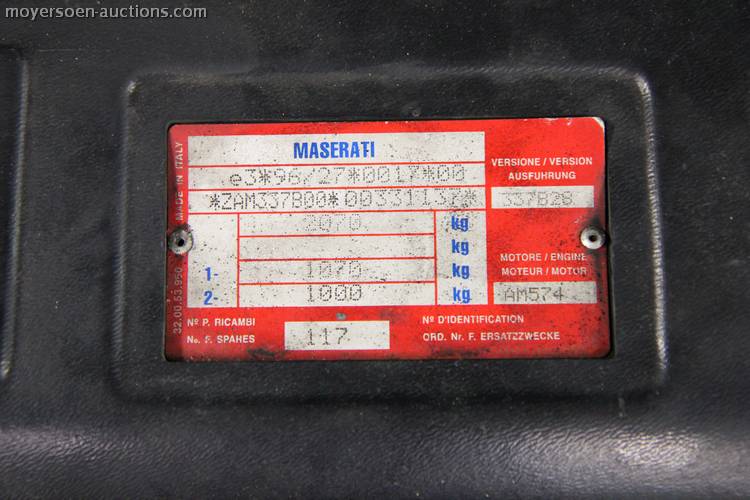 moyersoen-auctions.com
MASERATI
e3*96/27*0017*00
*ZAM337B00*00331137*
2070 kg
kg
1- 1070 kg
2- 1000 kg
VERSIONE / VERSION
AUSFUHRUNG
337B28
MOTORE / ENGINE
MOTEUR / MOTOR
AM574
Nº P. RICAMBI
No. F. SPARES
117
Nº D'IDENTIFICATION
ORD. Nr. F. ERSATZZWECKE
32.00.53.950 MADE IN ITALY